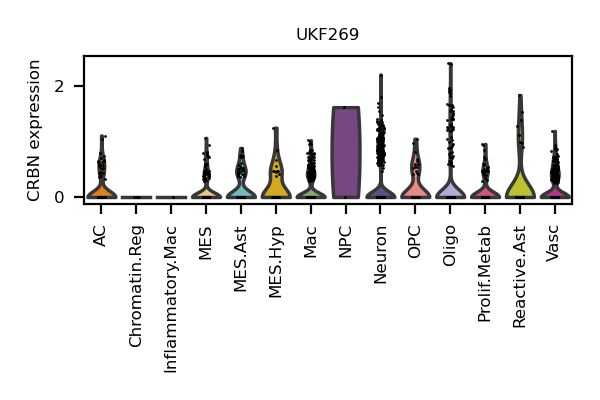 UKF269
CRBN expression
2
0
AC
Chromatin.Reg
Inflammatory.Mac
MES
MES.Ast
MES.Hyp
Mac
NPC
Neuron
OPC
Oligo
Prolif.Metab
Reactive.Ast
Vasc